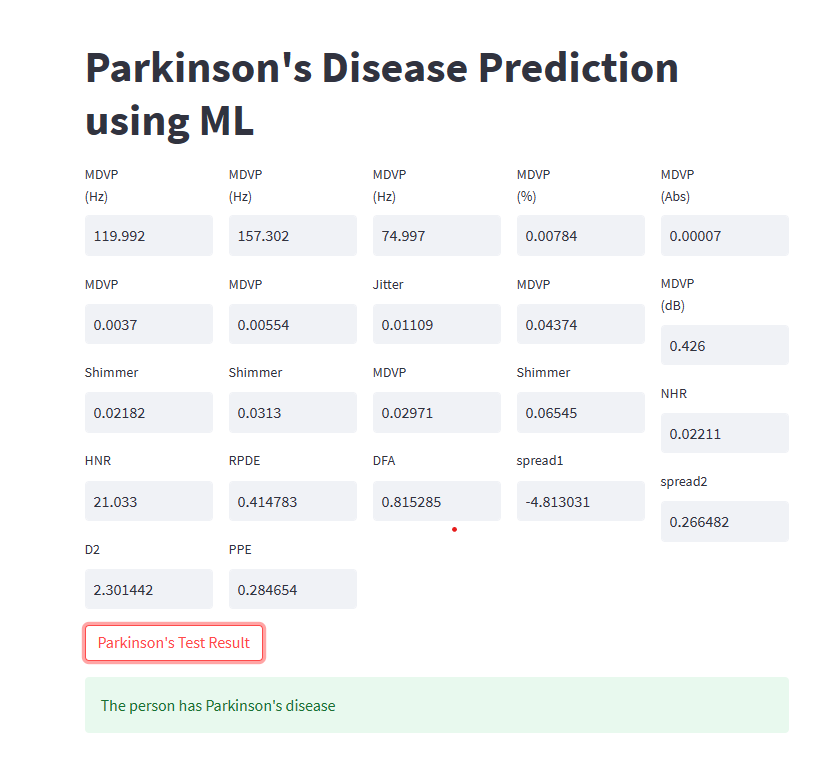 Parkinson's Disease Prediction
using ML
MDVP
(Hz)
119.992
MDVP
(Hz)
157.302
MDVP
(Hz)
74.997
MDVP
(%)
0.00784
MDVP
(Abs)
0.00007
MDVP
0.0037
MDVP
0.00554
Jitter
0.01109
MDVP
0.04374
MDVP
(dB)
0.426
Shimmer
0.02182
Shimmer
0.0313
MDVP
0.02971
Shimmer
0.06545
NHR
0.02211
HNR
21.033
RPDE
0.414783
DFA
0.815285
spread1
-4.813031
spread2
0.266482
D2
2.301442
PPE
0.284654
Parkinson's Test Result
The person has Parkinson's disease